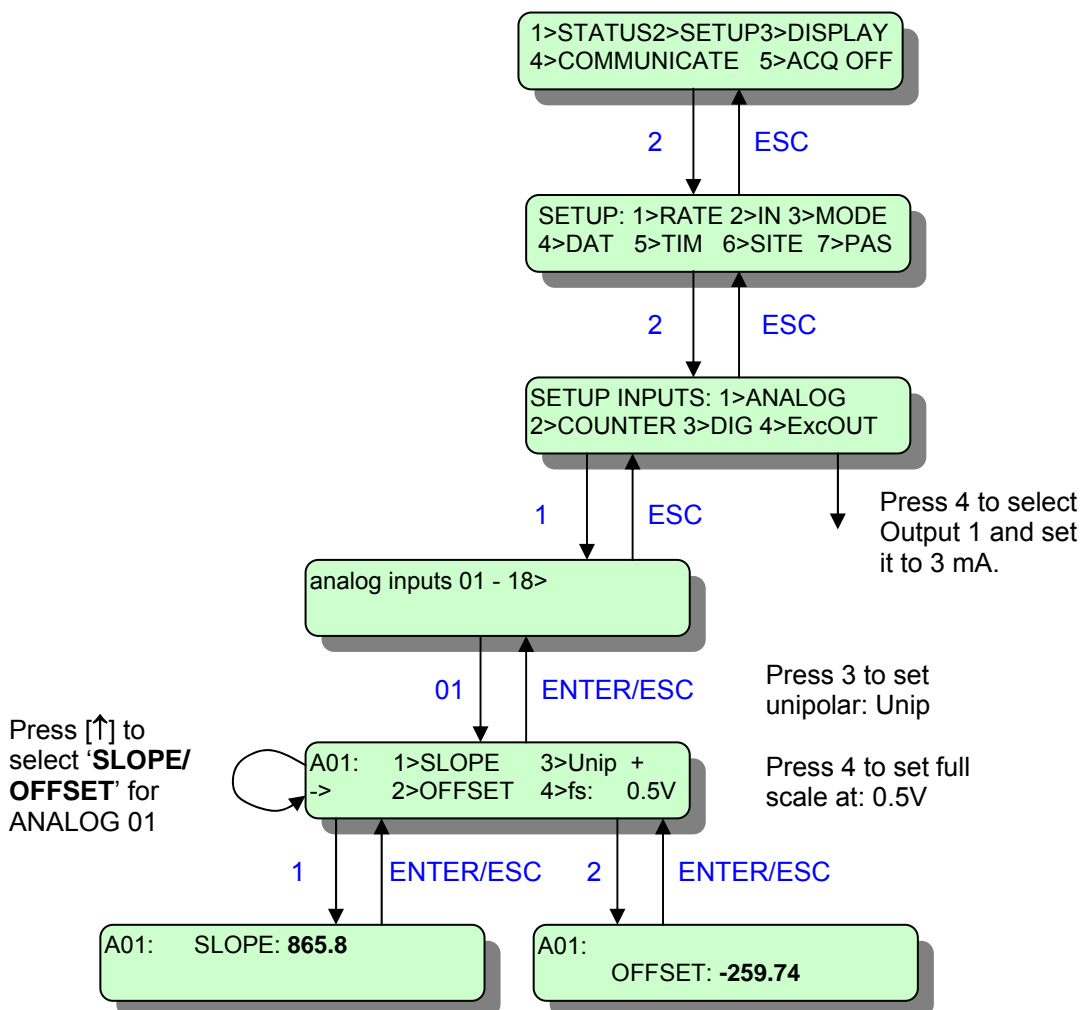 1>STATUS2>SETUP3>DISPLAY
4>COMMUNICATE 5>ACQ OFF
2 ESC
SETUP: 1>RATE 2>IN 3>MODE
4>DAT 5>TIM 6>SITE 7>PAS
2 ESC
SETUP INPUTS: 1>ANALOG
2>COUNTER 3>DIG 4>ExcOUT
1 ESC
Press 4 to select
Output 1 and set
it to 3 mA.
analog inputs 01 - 18>
01 ENTER/ESC
Press 3 to set
unipolar: Unip
Press [↑] to
select ‘SLOPE/
OFFSET’ for
ANALOG 01
A01: 1>SLOPE 3>Unip +
-> 2>OFFSET 4>fs: 0.5V
Press 4 to set full
scale at: 0.5V
1 ENTER/ESC 2 ENTER/ESC
A01: SLOPE: 865.8
A01:
OFFSET: -259.74